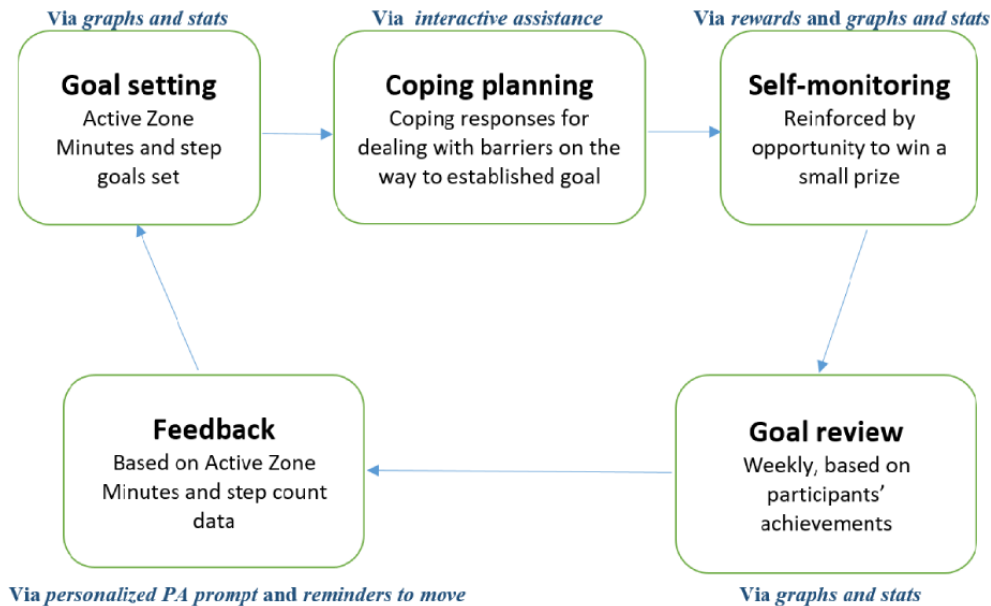 Via graphs and stats
Goal setting
Active Zone
Minutes and step
goals set
Via interactive assistance
Coping planning
Coping responses for
dealing with barriers on the
way to established goal
Via rewards and graphs and stats
Self-monitoring
Reinforced by
opportunity to win a
small prize
Goal review
Weekly, based on
participants’
achievements
Via graphs and stats
Feedback
Based on Active Zone
Minutes and step count
data
Via personalized PA prompt and reminders to move